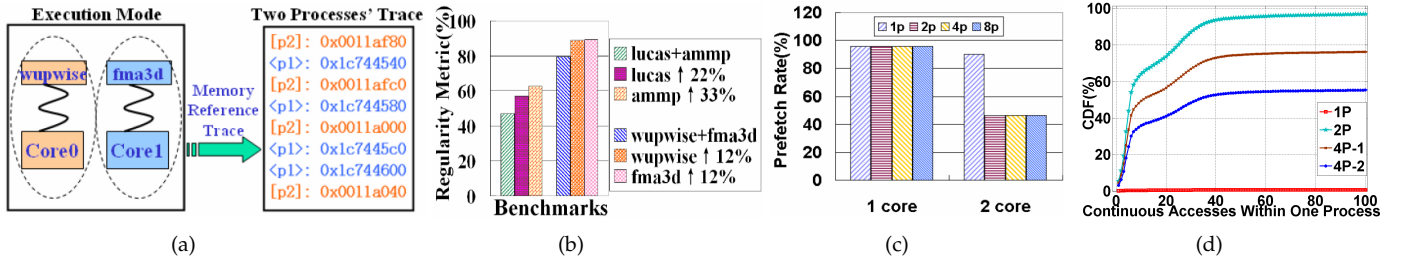 Execution Mode
wupwise
fma3d
Core0
Core1
Memory
Reference
Trace
Two Processes' Trace
[p2]: 0x0011af80
<p1>: 0x1c744540
[p2]: 0x0011afc0
<p1>: 0x1c744580
[p2]: 0x0011a000
<p1>: 0x1c7445c0
<p1>: 0x1c744600
[p2]: 0x0011a040
(a)
Regularity Metric(%)
100
80
60
40
20
0
Benchmarks
lucas+ammp
lucas ↑ 22%
ammp ↑ 33%
wupwise+fma3d
wupwise ↑ 12%
fma3d ↑ 12%
(b)
Prefetch Rate(%)
120
100
80
60
40
20
0
1p 2p 4p 8p
1 core 2 core
(c)
CDF(%)
100
80
60
40
20
0
0 20 40 60 80 100
Continuous Accesses Within One Process
1P
2P
4P-1
4P-2
(d)